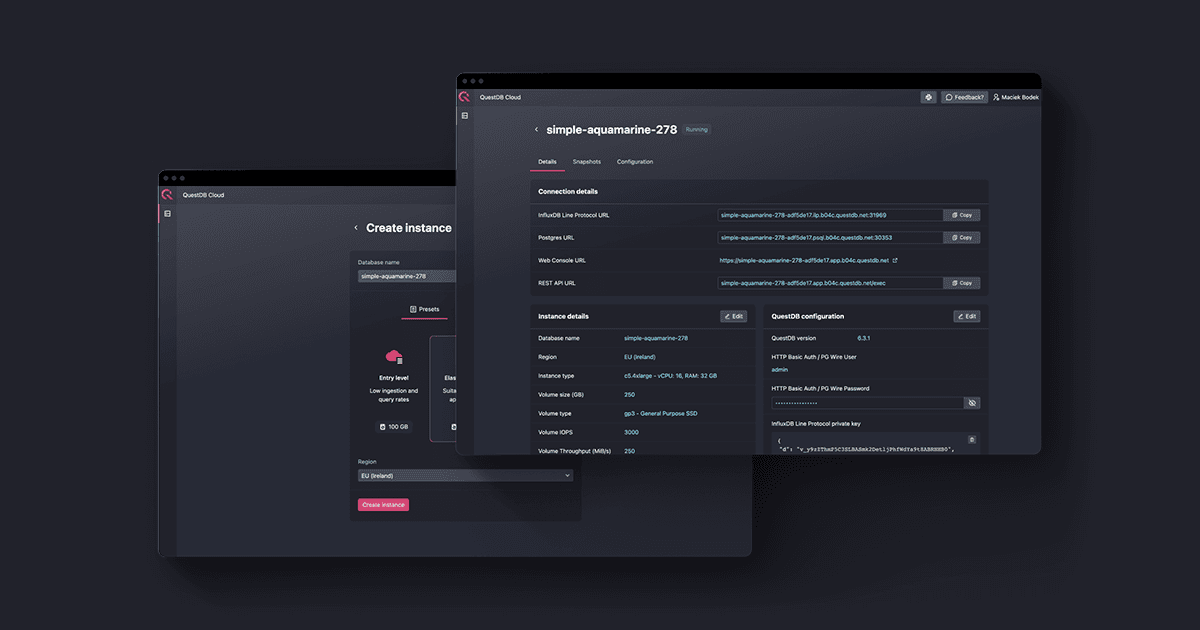 QuestDB Cloud
Feedback?
Maciek Bodek
simple-aquamarine-278
Running
Details
Snapshots
Configuration
Connection details
InfluxDB Line Protocol URL
simple-aquamarine-278-adf5de17.ilp.b04c.questdb.net:31969
Copy
Postgres URL
simple-aquamarine-278-adf5de17.psql.b04c.questdb.net:30353
Copy
Web Console URL
https://simple-aquamarine-278-adf5de17.app.b04c.questdb.net
REST API URL
simple-aquamarine-278-adf5de17.app.b04c.questdb.net/exec
Copy
Instance details
Edit
Database name
simple-aquamarine-278
Region
EU (Ireland)
Instance type
c5.4xlarge - vCPU: 16, RAM: 32 GB
Volume size (GB)
250
Volume type
gp3 - General Purpose SSD
Volume IOPS
3000
Volume Throughput (MiB/s)
250
QuestDB configuration
Edit
QuestDB version
6.3.1
HTTP Basic Auth / PG Wire User
admin
HTTP Basic Auth / PG Wire Password
InfluxDB Line Protocol private key
{
"d":
QuestDB Cloud
Create instance
Database name
simple-aquamarine-278
Presets
Entry level
Low ingestion and
query rates
100 GB
Elas
Suita
ap
Region
EU (Ireland)
Create instance